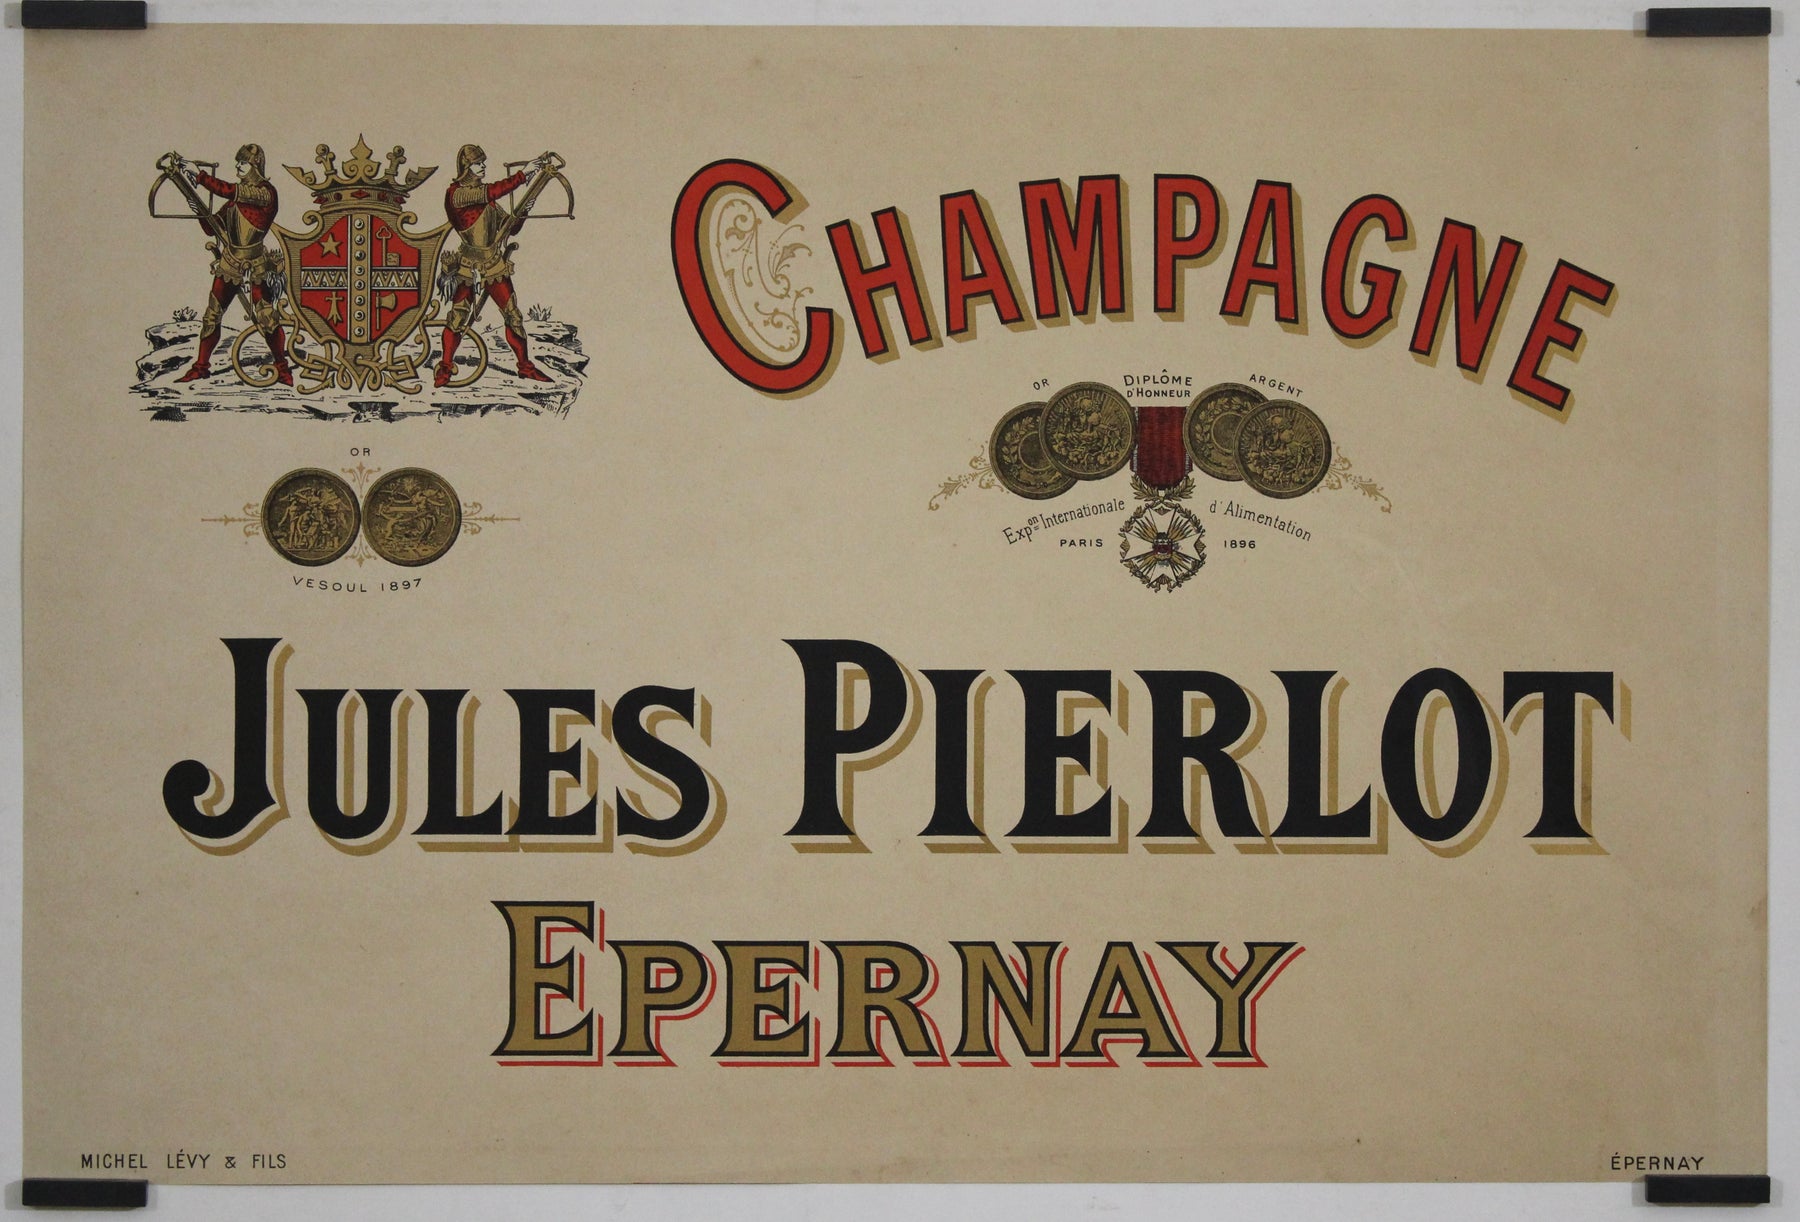 CHAMPAGNE
OR
DIPLÔME
D'HONNEUR
ARGENT
Expon Internationale d'Alimentation
PARIS 1896
OR
VESOUL 1897
JULES PIERLOT
EPERNAY
MICHEL LÉVY & FILS
ÉPERNAY